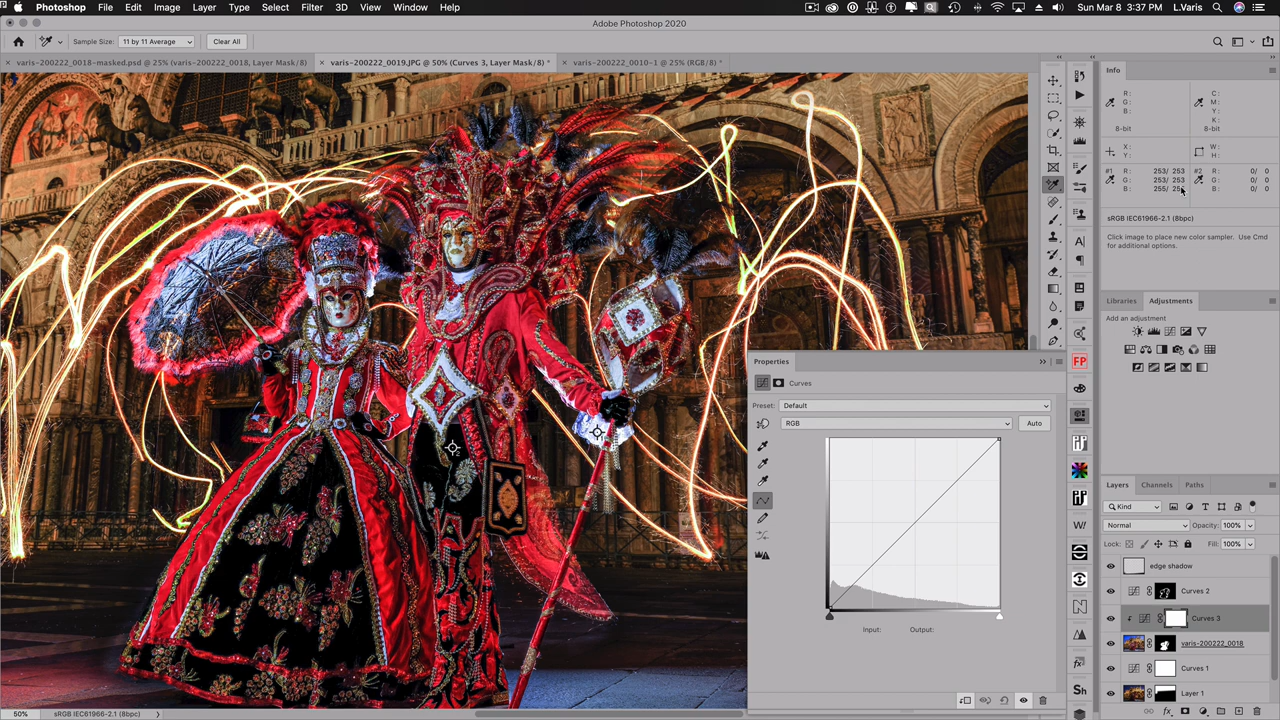 Photoshop File Edit Image Layer Type Select Filter 3D View Window Help Sun Mar 8 3:37 PM L.Varis
Adobe Photoshop 2020
Sample Size: 11 by 11 Average Clear All
varis-200222_0018-masked.psd @ 25% (varis-200222_0018, Layer Mask/8) varis-200222_0019.JPG @ 50% (Curves 3, Layer Mask/8) * varis-200222_0010-1 @ 25% (RGB/8) *
Info
R: C:
G: M:
B: Y:
K:
8-bit 8-bit
X: W:
Y: H:
#1 R: 253/ 253 #2 R: 0/ 0
G: 253/ 253 G: 0/ 0
B: 255/ B: 0/ 0
sRGB IEC61966-2.1 (8bpc)
Click image to place new color sampler. Use Cmd
for additional options.
Libraries Adjustments
Add an adjustment
Properties
Curves
Preset: Default
RGB Auto
Input: Output:
FP
W!
N
fx
Sh
Layers Channels Paths
Kind
Normal Opacity: 100%
Lock: Fill: 100%
edge shadow
Curves 2
Curves 3
varis-200222_0018
Curves 1
Layer 1
50% sRGB IEC61966-2.1 (8bpc)